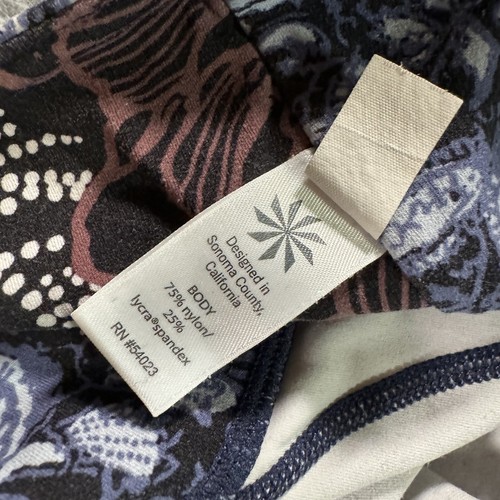 Designed in
Sonoma County,
California
BODY
75% nylon/
25%
lycra®spandex
RN #54023